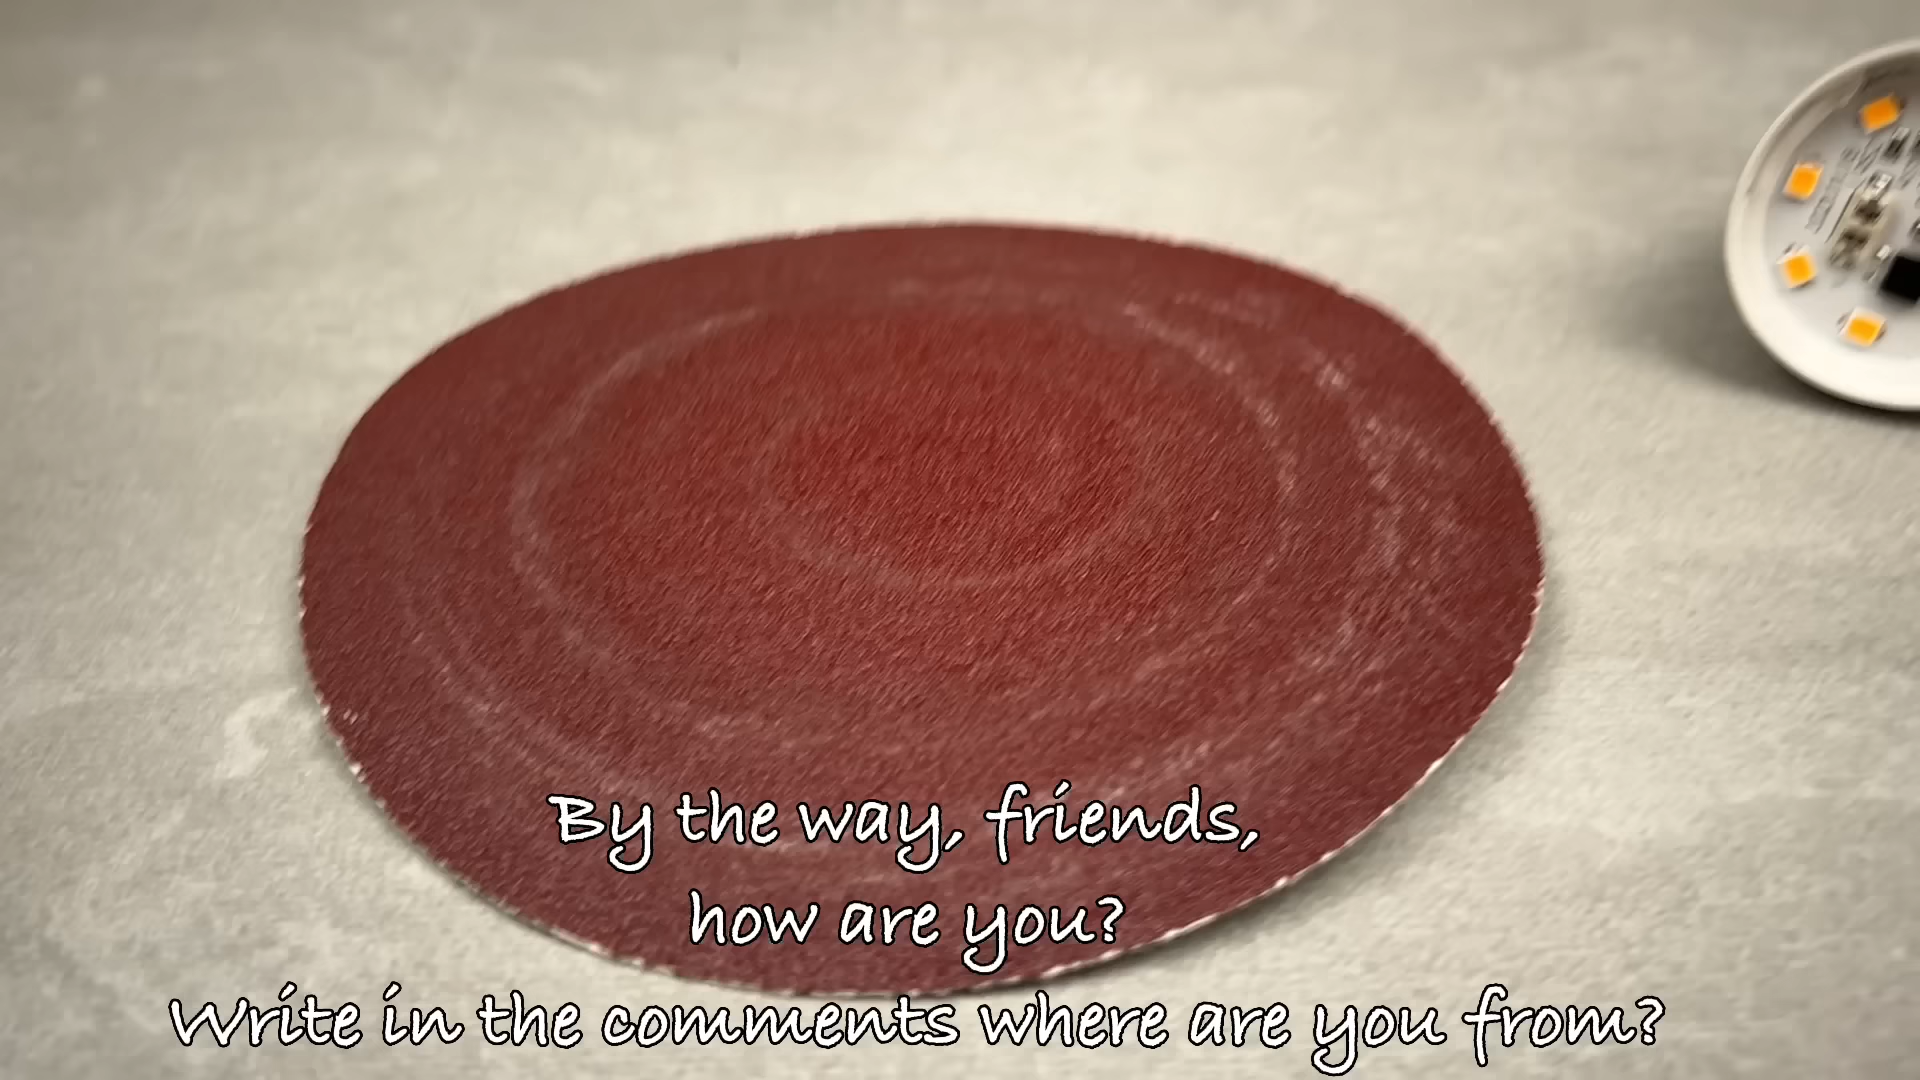 By the way, friends,
how are you?
Write in the comments where are you from?